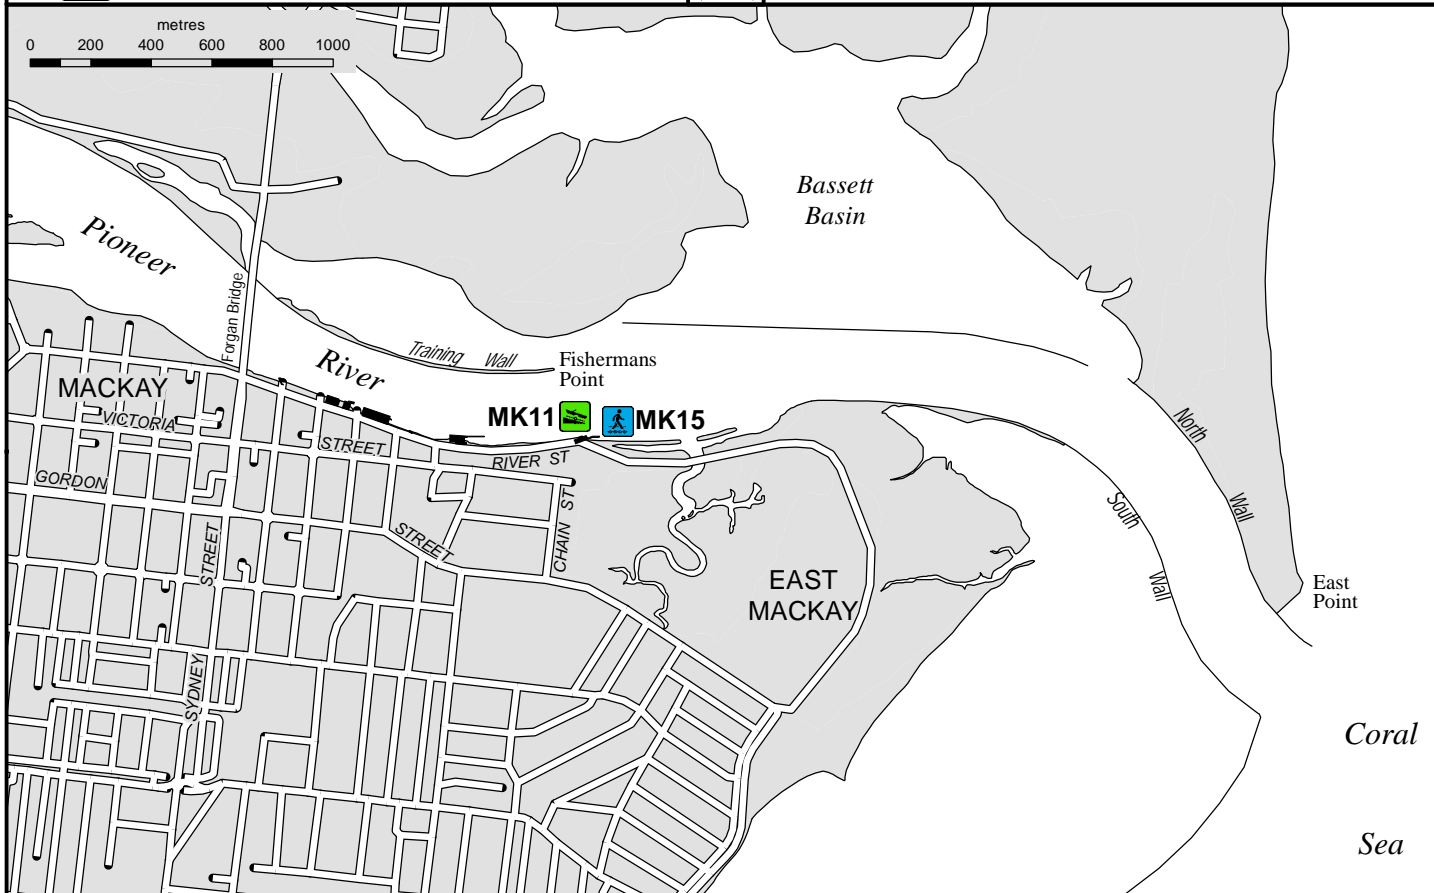 metres
0 200 400 600 800 1000
Bassett
Basin
Pioneer
Forgan Bridge
River
Training Wall
Fishermans
Point
MACKAY
MK11
MK15
VICTORIA
STREET
RIVER ST
North
Wall
GORDON
STREET
CHAIN ST
STREET
South
Wall
EAST
MACKAY
East
Point
SYDNEY
Coral
Sea